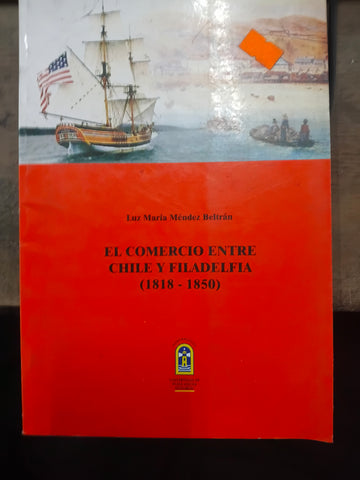 Luz María Méndez Beltrán
EL COMERCIO ENTRE
CHILE Y FILADELFIA
(1818 - 1850)